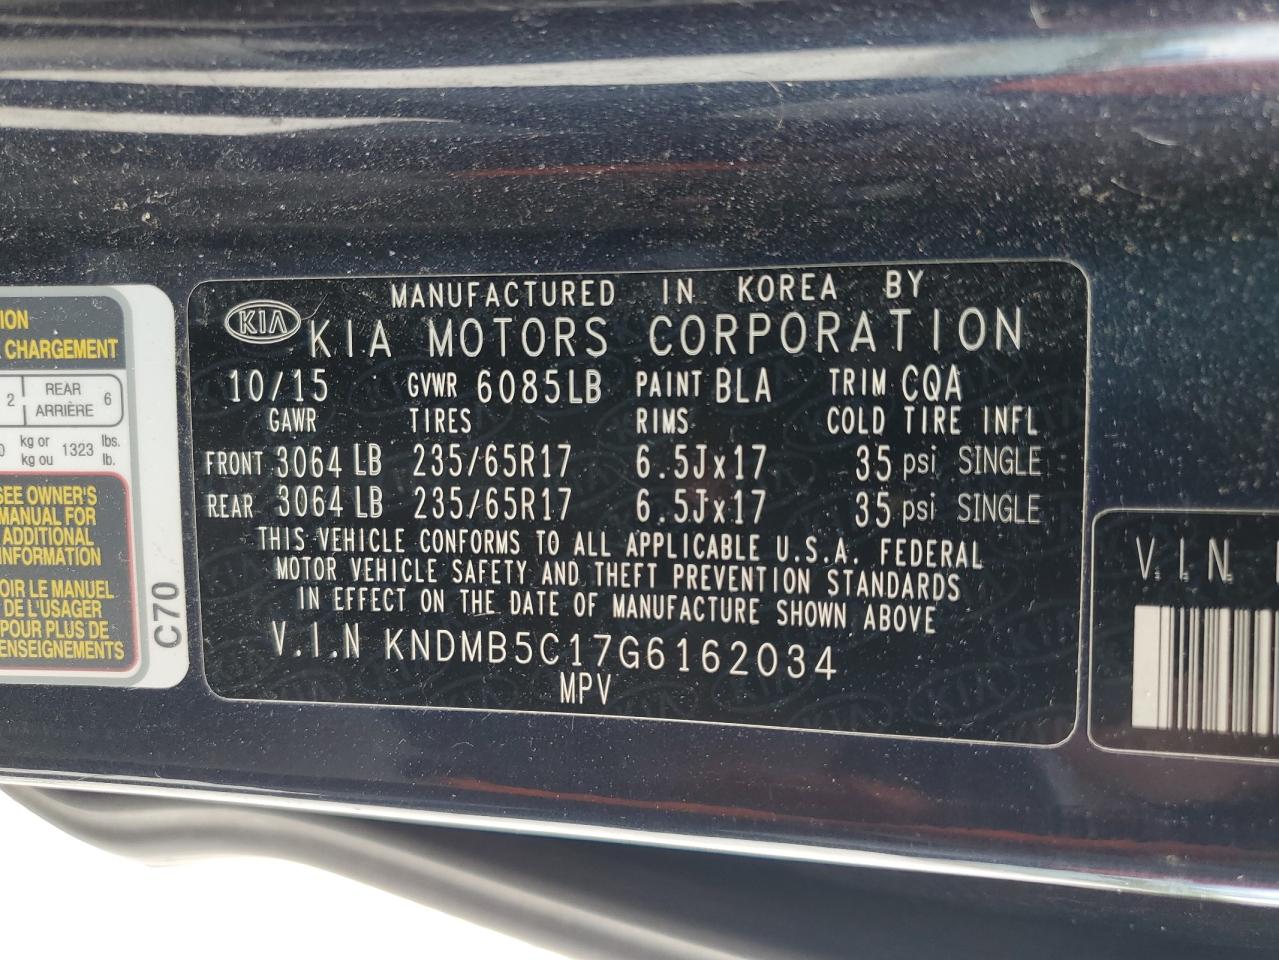 ION
CHARGEMENT
2 REAR ARRIÈRE 6
kg or kg ou 1323 lbs. lb.
SEE OWNER'S
MANUAL FOR
ADDITIONAL
INFORMATION
OIR LE MANUEL
DE L'USAGER
POUR PLUS DE
ENSEIGNEMENTS
C70
MANUFACTURED IN KOREA BY
KIA KIA MOTORS CORPORATION
10/15 GVWR 6085LB PAINT BLA TRIM CQA
GAWR TIRES RIMS COLD TIRE INFL
FRONT 3064 LB 235/65R17 6.5Jx17 35 psi SINGLE
REAR 3064 LB 235/65R17 6.5Jx17 35 psi SINGLE
THIS VEHICLE CONFORMS TO ALL APPLICABLE U.S.A. FEDERAL
MOTOR VEHICLE SAFETY AND THEFT PREVENTION STANDARDS
IN EFFECT ON THE DATE OF MANUFACTURE SHOWN ABOVE
V.I.N KNDMB5C17G6162034
MPV
V.I.N